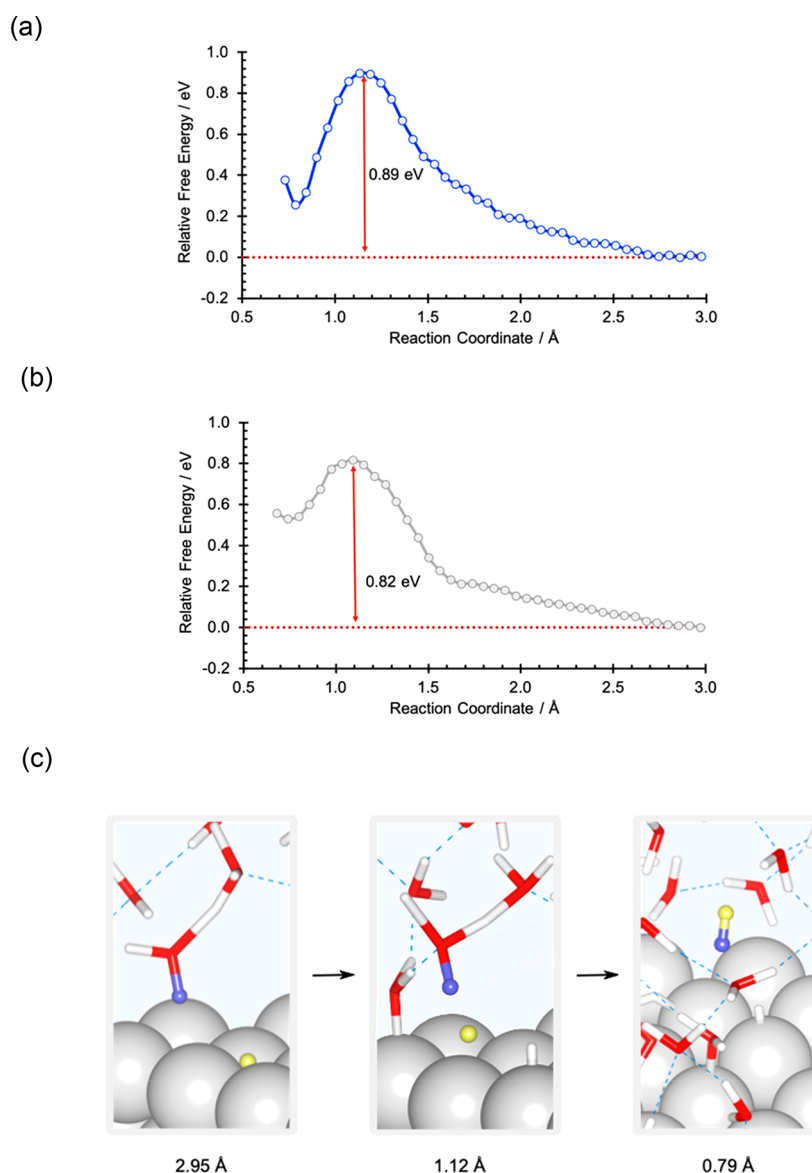 (a)
Relative Free Energy / eV
1.0
0.8
0.6
0.4
0.2
0.0
-0.2
0.89 eV
0.5 1.0 1.5 2.0 2.5 3.0
Reaction Coordinate / Å
(b)
Relative Free Energy / eV
1.0
0.8
0.6
0.4
0.2
0.0
-0.2
0.82 eV
0.5 1.0 1.5 2.0 2.5 3.0
Reaction Coordinate / Å
(c)
2.95 Å 1.12 Å 0.79 Å